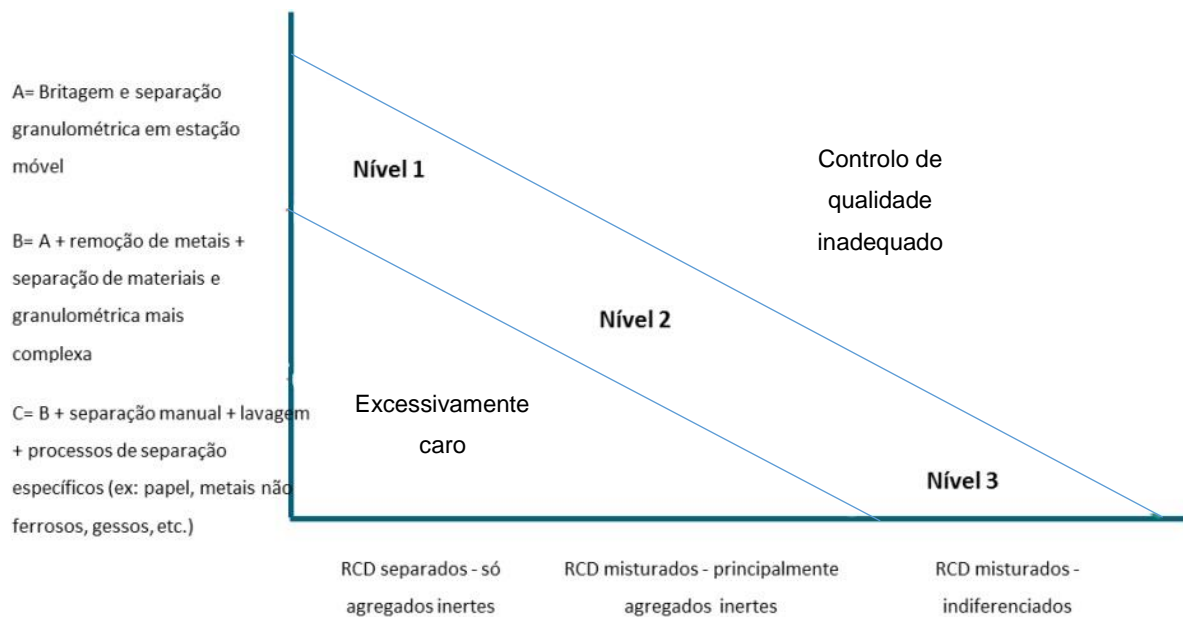 A= Britagem e separação
granulométrica em estação
móvel
B= A + remoção de metais +
separação de materiais e
granulométrica mais
complexa
C= B + separação manual + lavagem
+ processos de separação
específicos (ex: papel, metais não
ferrosos, gessos, etc.)
Nível 1
Nível 2
Nível 3
Controlo de
qualidade
inadequado
Excessivamente
caro
RCD separados - só
agregados inertes
RCD misturados - principalmente
agregados inertes
RCD misturados -
indiferenciados